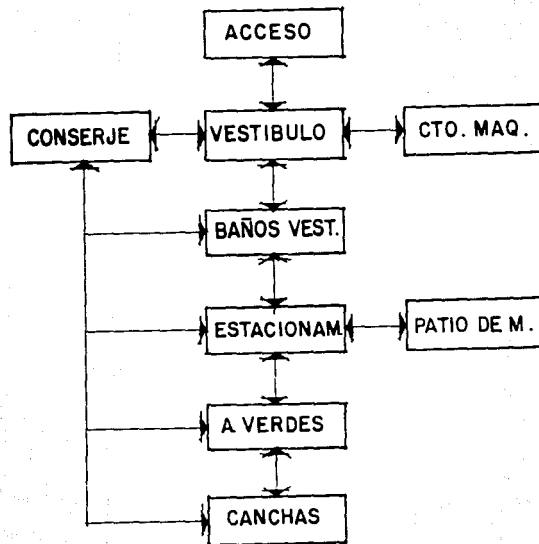 ACCESO
CONSERJE
VESTIBULO
CTO. MAQ.
BAÑOS VEST.
ESTACIONAM.
PATIO DE M.
A. VERDES
CANCHAS